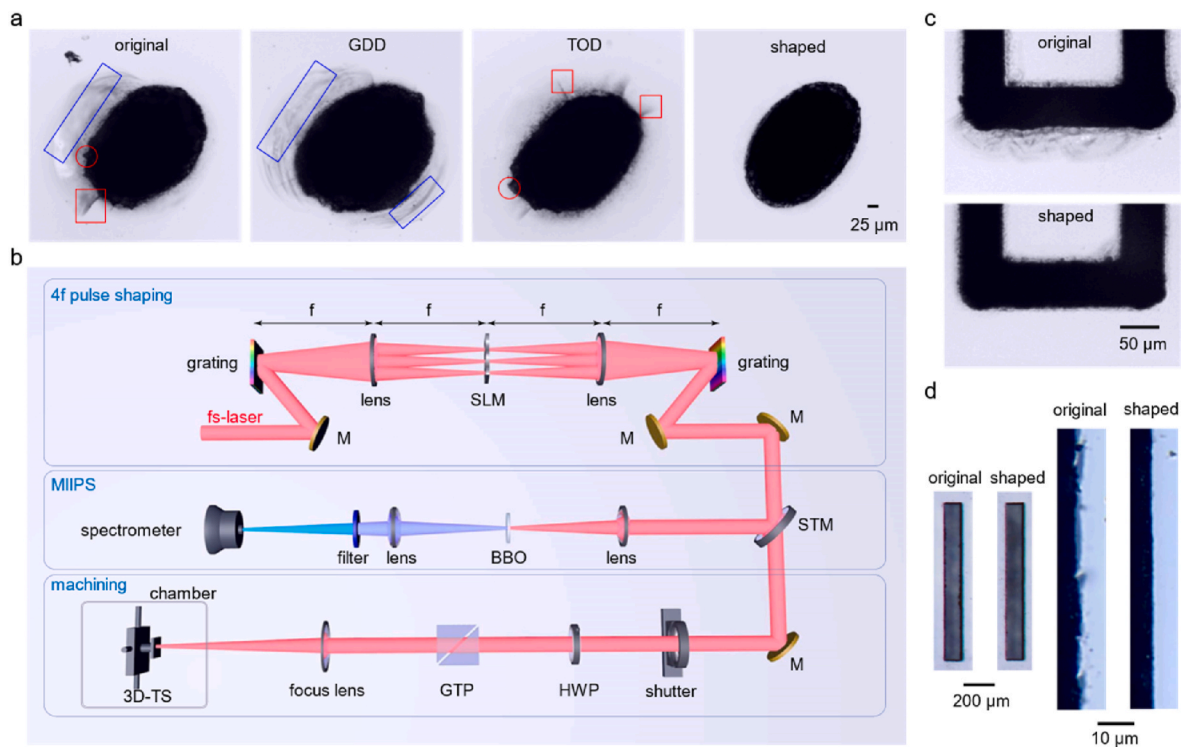 a
original
GDD
TOD
shaped
25 µm
b
4f pulse shaping
f
f
f
f
grating
lens
SLM
lens
grating
fs-laser
M
M
M
MIIPS
spectrometer
filter
lens
BBO
lens
STM
machining
chamber
3D-TS
focus lens
GTP
HWP
shutter
M
c
original
shaped
50 µm
d
original
shaped
original
shaped
200 µm
10 µm